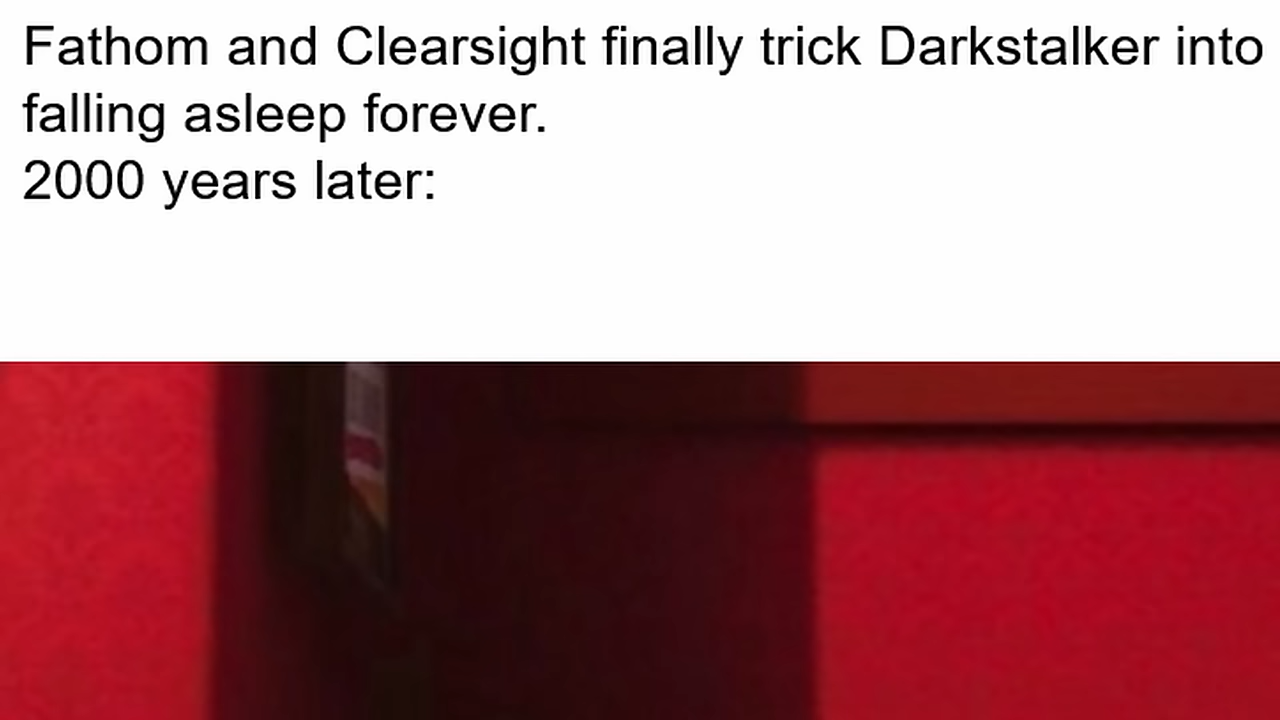 Fathom and Clearsight finally trick Darkstalker into
falling asleep forever.
2000 years later: